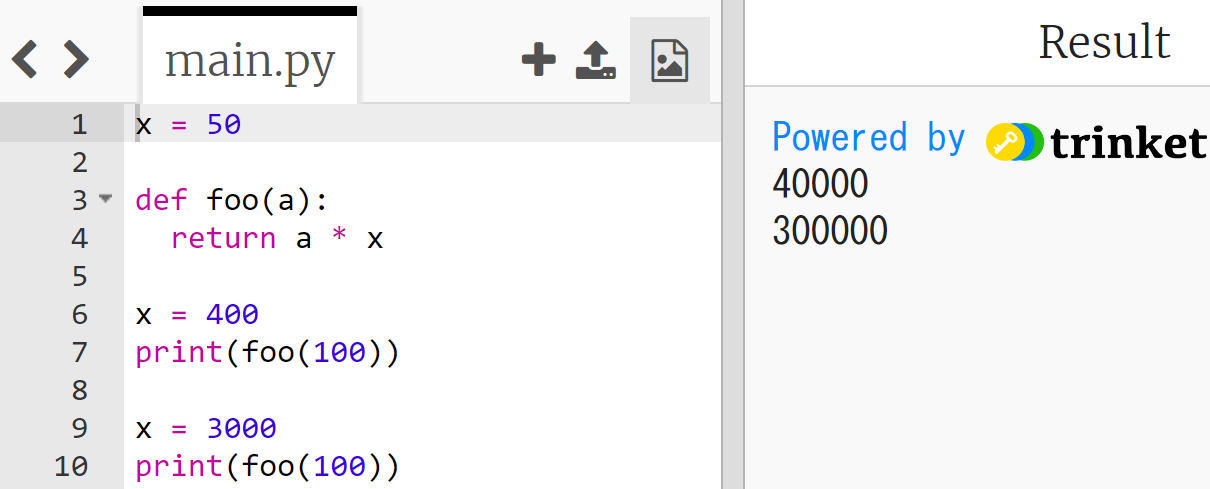 main.py
1 x = 50
2
3 def foo(a):
4   return a * x
5
6 x = 400
7 print(foo(100))
8
9 x = 3000
10 print(foo(100))
Result
Powered by trinket
40000
300000